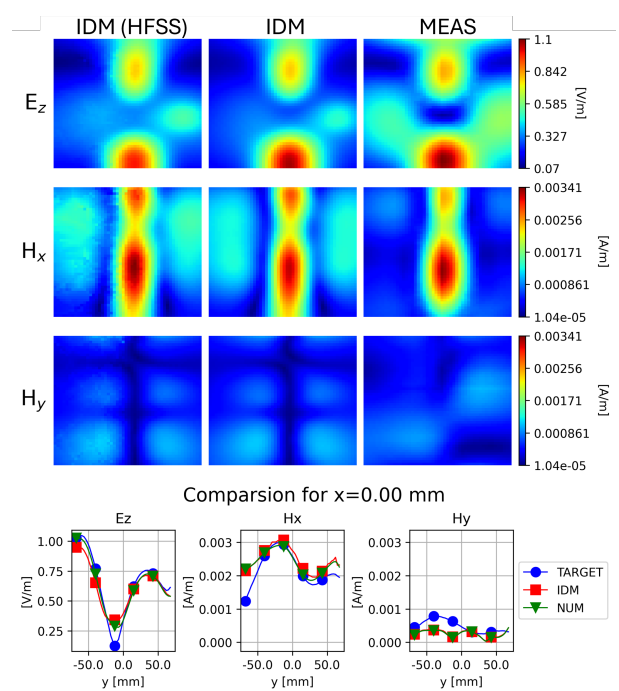 IDM (HFSS) IDM MEAS
E_z
1.1
0.842
0.585
0.327
0.07
[V/m]
H_x
0.00341
0.00256
0.00171
0.000861
1.04e-05
[A/m]
H_y
0.00341
0.00256
0.00171
0.000861
1.04e-05
[A/m]
Comparsion for x=0.00 mm
Ez
1.00
0.75
0.50
0.25
[V/m]
-50.0 0.0 50.0
y [mm]
Hx
0.003
0.002
0.001
0.000
[A/m]
-50.0 0.0 50.0
y [mm]
Hy
0.003
0.002
0.001
0.000
[A/m]
-50.0 0.0 50.0
y [mm]
TARGET
IDM
NUM